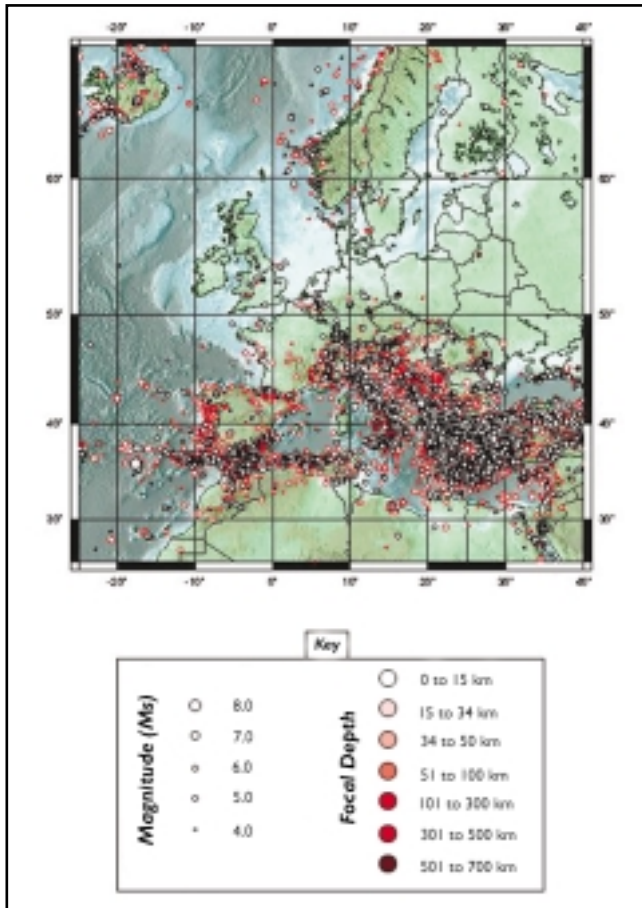 -20° -10° 0° 10° 20° 30° 40°
60° 60°
50° 50°
40° 40°
30° 30°
-20° -10° 0° 10° 20° 30° 40°
Key
Magnitude (Ms)
8.0
7.0
6.0
5.0
4.0
Focal Depth
0 to 15 km
15 to 34 km
34 to 50 km
51 to 100 km
101 to 300 km
301 to 500 km
501 to 700 km